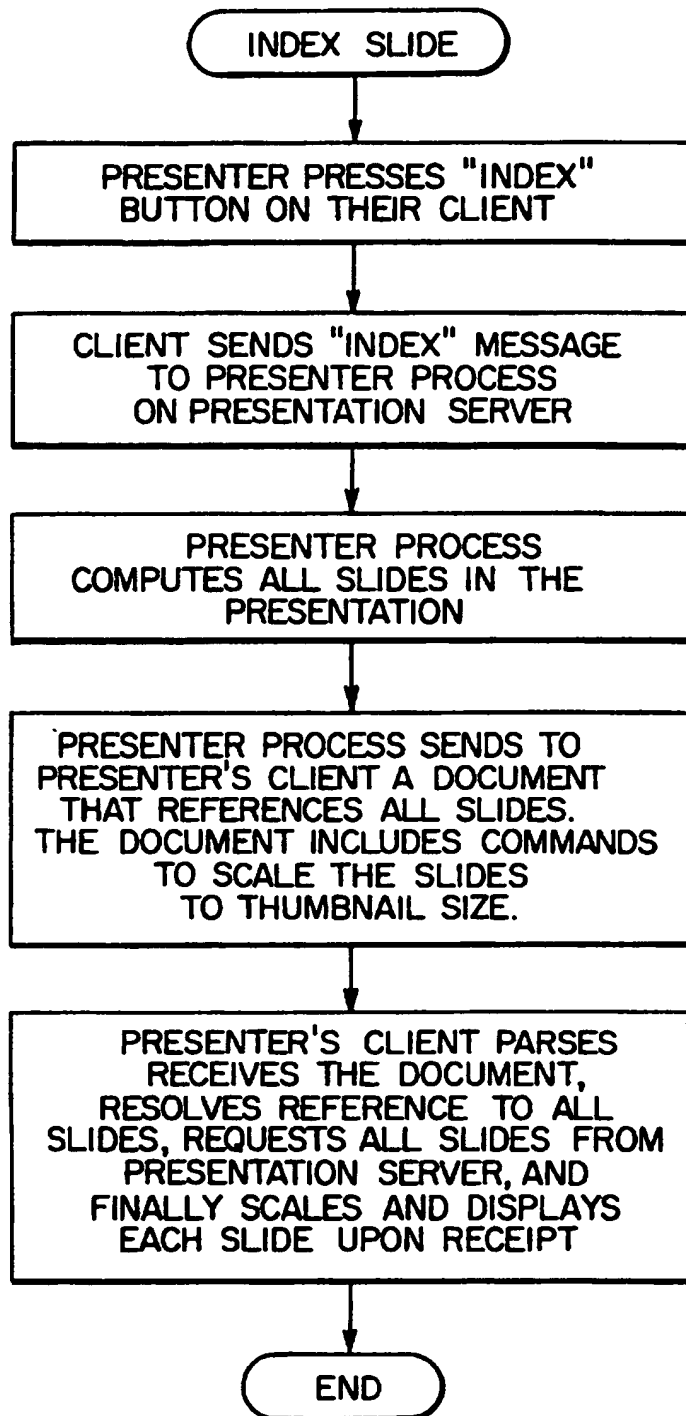 INDEX SLIDE
PRESENTER PRESSES "INDEX"
BUTTON ON THEIR CLIENT
CLIENT SENDS "INDEX" MESSAGE
TO PRESENTER PROCESS
ON PRESENTATION SERVER
PRESENTER PROCESS
COMPUTES ALL SLIDES IN THE
PRESENTATION
PRESENTER PROCESS SENDS TO
PRESENTER'S CLIENT A DOCUMENT
THAT REFERENCES ALL SLIDES.
THE DOCUMENT INCLUDES COMMANDS
TO SCALE THE SLIDES
TO THUMBNAIL SIZE.
PRESENTER'S CLIENT PARSES
RECEIVES THE DOCUMENT,
RESOLVES REFERENCE TO ALL
SLIDES, REQUESTS ALL SLIDES FROM
PRESENTATION SERVER, AND
FINALLY SCALES AND DISPLAYS
EACH SLIDE UPON RECEIPT
END